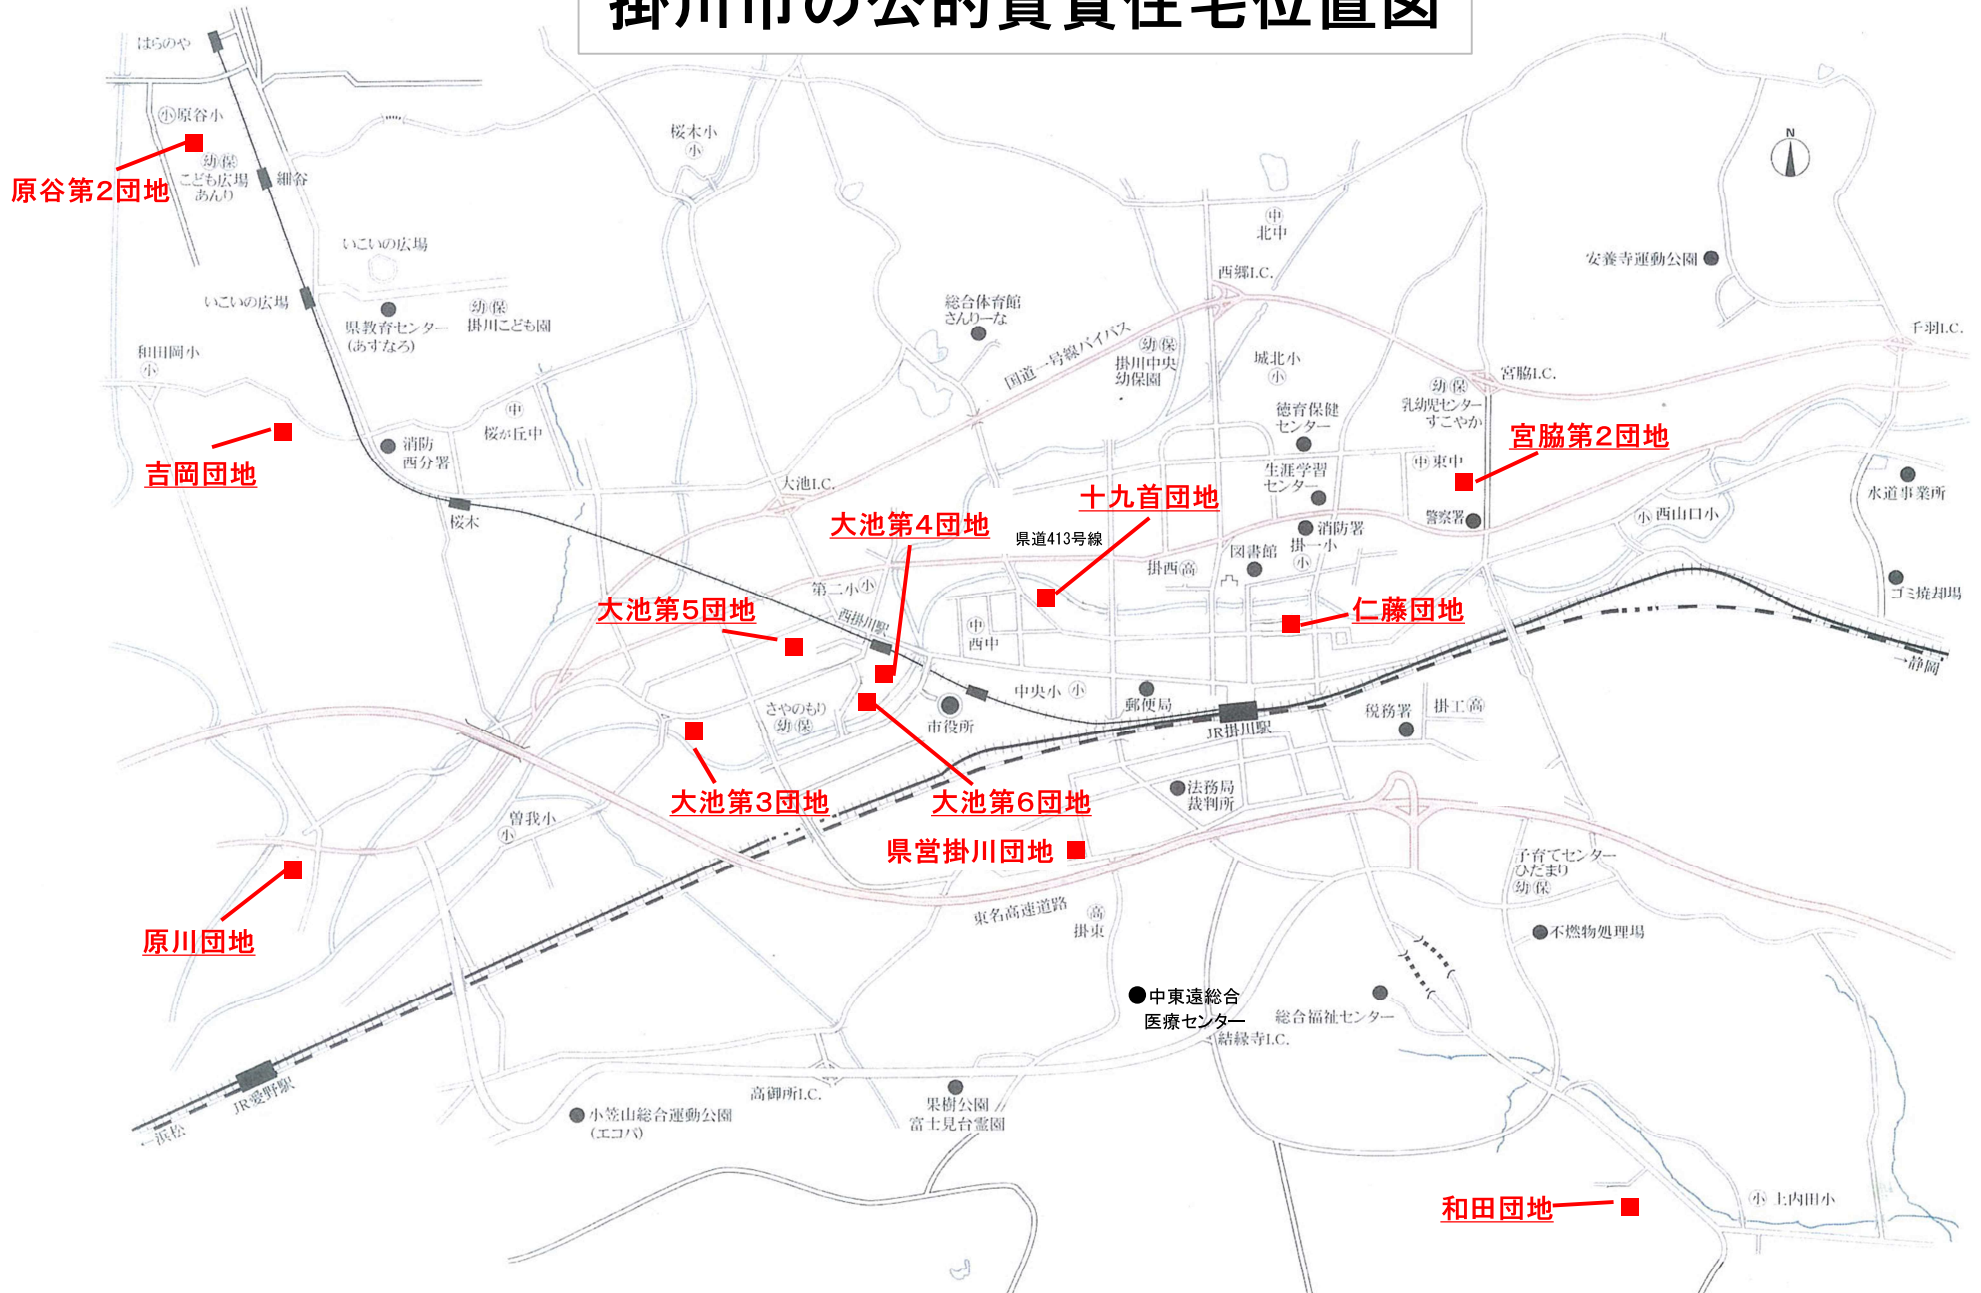 掛川市の公的賃貸住宅位置図
はらのや
小 原谷小
原谷第2団地
幼 保
こども広場
あんり
細谷
桜木小
小
N
いこいの広場
いこいの広場
県教育センター
(あすなろ)
幼 保
掛川こども園
中
北中
西郷I.C.
安養寺運動公園
総合体育館
さんりーな
国道一号線バイパス
幼 保
掛川中央
幼保園
城北小
小
千羽I.C.
宮脇I.C.
幼 保
乳幼児センター
すこやか
和田岡小
小
吉岡団地
消防
西分署
中
桜が丘中
徳育保健
センター
生涯学習
センター
中 東中
宮脇第2団地
警察署
小 西山口小
水道事業所
ゴミ焼却場
桜木
大池I.C.
大池第4団地
十九首団地
県道413号線
消防署
掛一小
小
図書館
掛西 高
第二小 小
西掛川駅
大池第5団地
中
西中
仁藤団地
→静岡
さやのもり
幼 保
市役所
中央小 小
郵便局
JR掛川駅
税務署
掛工 高
大池第3団地
大池第6団地
法務局
裁判所
曽我小
小
県営掛川団地
子育てセンター
ひだまり
幼 保
原川団地
東名高速道路
高
掛東
不燃物処理場
中東遠総合
医療センター
総合福祉センター
結縁寺I.C.
JR愛野駅
←浜松
高御所I.C.
小笠山総合運動公園
(エコパ)
果樹公園
富士見台霊園
和田団地
小 上内田小